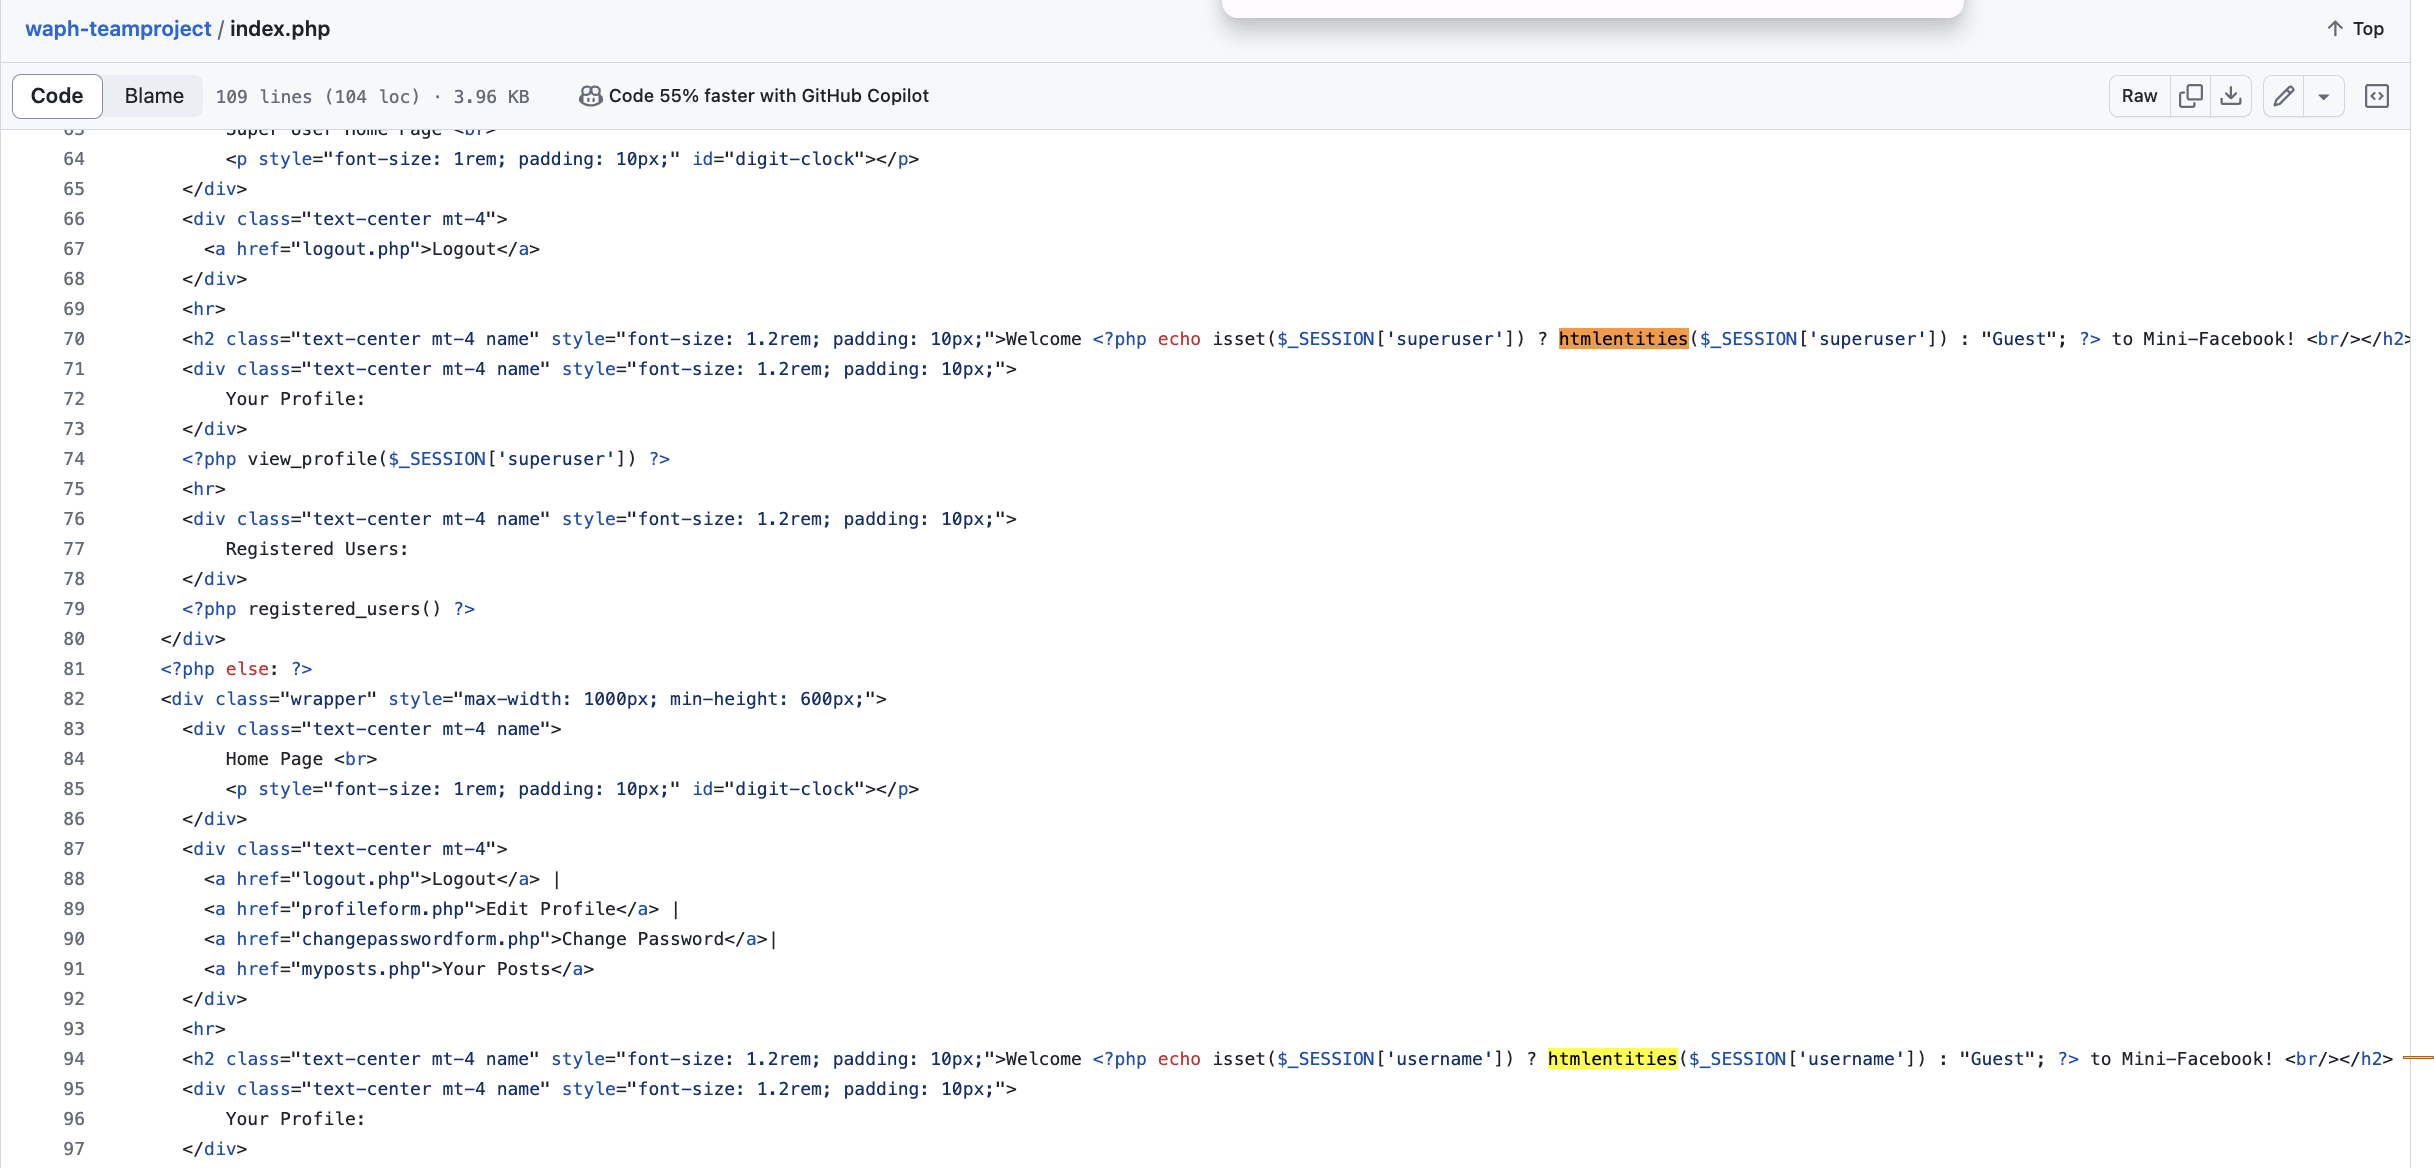 waph-teamproject / index.php
Top
Code Blame 109 lines (104 loc) · 3.96 KB Code 55% faster with GitHub Copilot Raw
63 Super User Home Page <br>
64 <p style="font-size: 1rem; padding: 10px;" id="digit-clock"></p>
65 </div>
66 <div class="text-center mt-4">
67 <a href="logout.php">Logout</a>
68 </div>
69 <hr>
70 <h2 class="text-center mt-4 name" style="font-size: 1.2rem; padding: 10px;">Welcome <?php echo isset($_SESSION['superuser']) ? htmlentities($_SESSION['superuser']) : "Guest"; ?> to Mini-Facebook! <br/></h2>
71 <div class="text-center mt-4 name" style="font-size: 1.2rem; padding: 10px;">
72 Your Profile:
73 </div>
74 <?php view_profile($_SESSION['superuser']) ?>
75 <hr>
76 <div class="text-center mt-4 name" style="font-size: 1.2rem; padding: 10px;">
77 Registered Users:
78 </div>
79 <?php registered_users() ?>
80 </div>
81 <?php else: ?>
82 <div class="wrapper" style="max-width: 1000px; min-height: 600px;">
83 <div class="text-center mt-4 name">
84 Home Page <br>
85 <p style="font-size: 1rem; padding: 10px;" id="digit-clock"></p>
86 </div>
87 <div class="text-center mt-4">
88 <a href="logout.php">Logout</a> |
89 <a href="profileform.php">Edit Profile</a> |
90 <a href="changepasswordform.php">Change Password</a>|
91 <a href="myposts.php">Your Posts</a>
92 </div>
93 <hr>
94 <h2 class="text-center mt-4 name" style="font-size: 1.2rem; padding: 10px;">Welcome <?php echo isset($_SESSION['username']) ? htmlentities($_SESSION['username']) : "Guest"; ?> to Mini-Facebook! <br/></h2>
95 <div class="text-center mt-4 name" style="font-size: 1.2rem; padding: 10px;">
96 Your Profile:
97 </div>